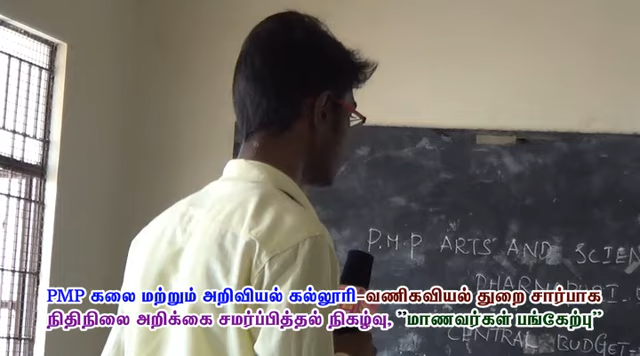 P.M.P ARTS AND SCIEN
DHARMAPURI.
CENTRAL BUDGET-
PMP கலை மற்றும் அறிவியல் கல்லூரி-வணிகவியல் துறை சார்பாக
நிதிநிலை அறிக்கை சமர்ப்பித்தல் நிகழ்வு, "மாணவர்கள் பங்கேற்பு"